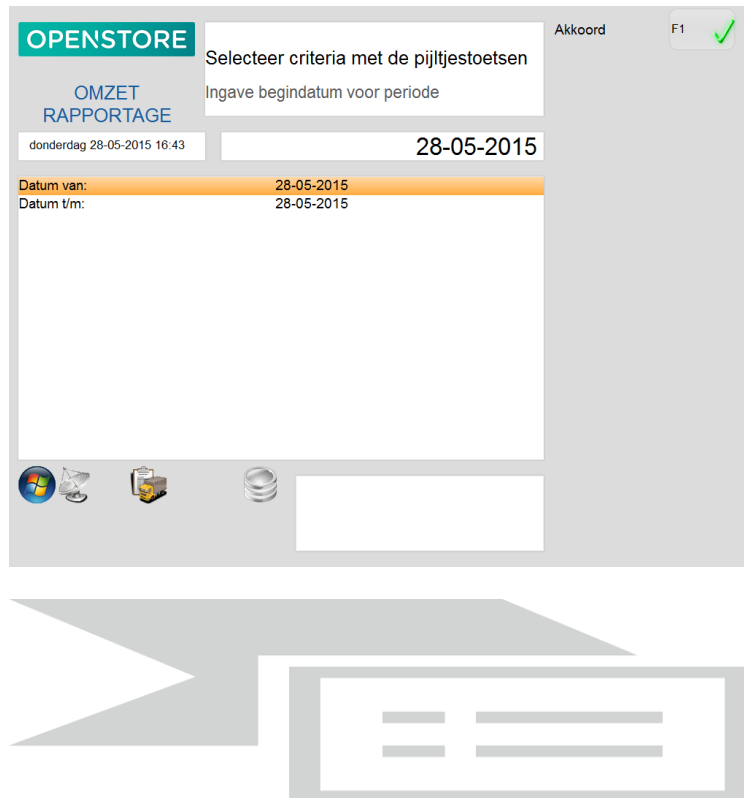 OPENSTORE
Selecteer criteria met de pijltjestoetsen
Ingave begindatum voor periode
Akkoord
F1
OMZET
RAPPORTAGE
donderdag 28-05-2015 16:43
28-05-2015
Datum van: 28-05-2015
Datum t/m: 28-05-2015